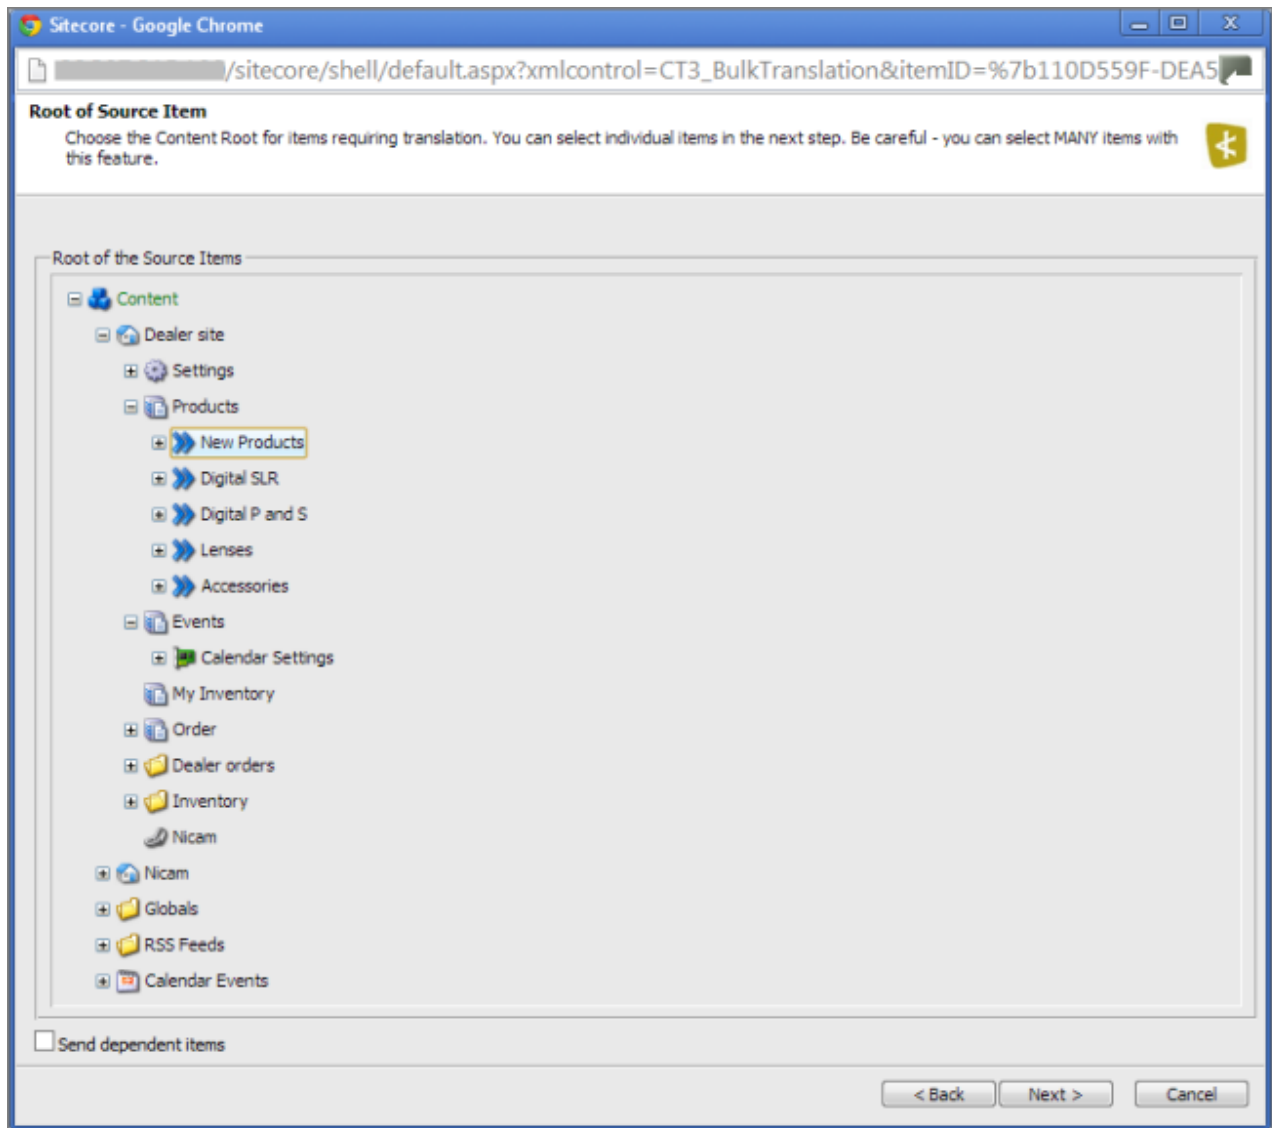 Sitecore - Google Chrome
/sitecore/shell/default.aspx?xmlcontrol=CT3_BulkTranslation&itemID=%7b110D559F-DEA5
Root of Source Item
Choose the Content Root for items requiring translation. You can select individual items in the next step. Be careful - you can select MANY items with
this feature.
Root of the Source Items
Content
Dealer site
Settings
Products
New Products
Digital SLR
Digital P and S
Lenses
Accessories
Events
Calendar Settings
My Inventory
Order
Dealer orders
Inventory
Nicam
Nicam
Globals
RSS Feeds
Calendar Events
Send dependent items
< Back Next > Cancel